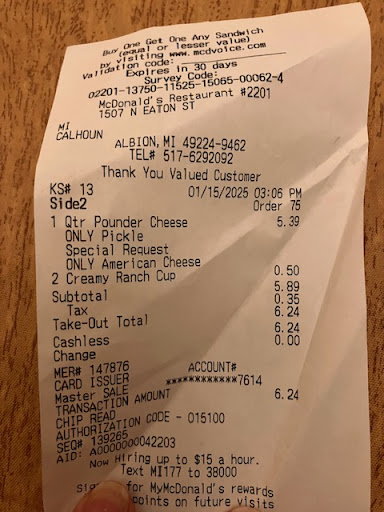 Buy One Get One Any Sandwich
(equal or lesser value)
by visiting www.mcdvoice.com
Validation code:
Expires in 30 days
Survey Code:
02201-13750-11525-15065-00062-4
McDonald's Restaurant #2201
1507 N EATON ST
MI
CALHOUN
ALBION, MI 49224-9462
TEL# 517-6292092
Thank You Valued Customer
KS# 13 01/15/2025 03:06 PM
Side2 Order 75
1 Qtr Pounder Cheese 5.39
ONLY Pickle
Special Request
ONLY American Cheese
2 Creamy Ranch Cup 0.50
Subtotal 5.89
Tax 0.35
Take-Out Total 6.24
Cashless 6.24
Change 0.00
MER# 147876
CARD ISSUER ACCOUNT#
Master SALE ************7614
TRANSACTION AMOUNT 6.24
CHIP READ
AUTHORIZATION CODE - 015100
SEQ# 139265
AID: A0000000042203
Now Hiring up to $15 a hour.
Text MI177 to 38000
for MyMcDonald's rewards
points on future visits